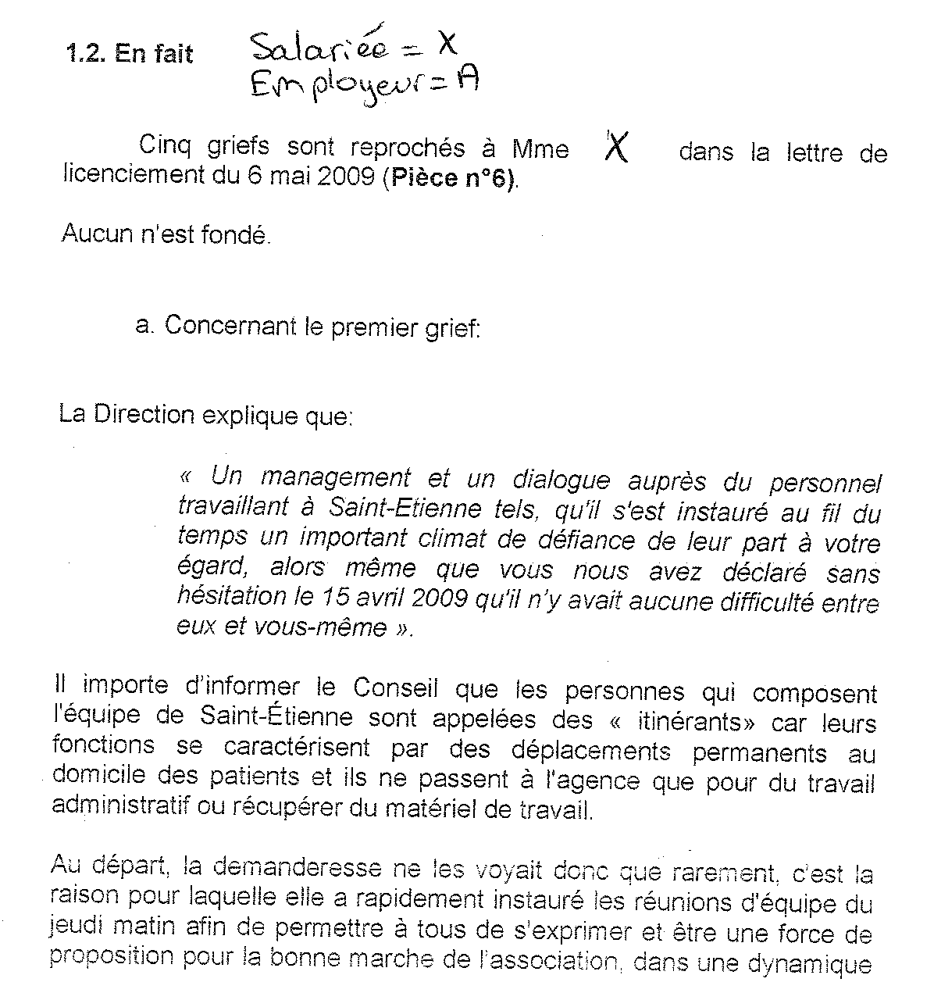 1.2. En fait Salariée = X
Employeur = A
Cinq griefs sont reprochés à Mme X dans la lettre de
licenciement du 6 mai 2009 (Pièce n°6).
Aucun n'est fondé.
a. Concernant le premier grief:
La Direction explique que:
« Un management et un dialogue auprès du personnel
travaillant à Saint-Etienne tels, qu'il s'est instauré au fil du
temps un important climat de défiance de leur part à votre
égard, alors même que vous nous avez déclaré sans
hésitation le 15 avril 2009 qu'il n'y avait aucune difficulté entre
eux et vous-même ».
Il importe d'informer le Conseil que les personnes qui composent
l'équipe de Saint-Étienne sont appelées des « itinérants» car leurs
fonctions se caractérisent par des déplacements permanents au
domicile des patients et ils ne passent à l'agence que pour du travail
administratif ou récupérer du matériel de travail.
Au départ, la demanderesse ne les voyait donc que rarement, c'est la
raison pour laquelle elle a rapidement instauré les réunions d'équipe du
jeudi matin afin de permettre à tous de s'exprimer et être une force de
proposition pour la bonne marche de l'association, dans une dynamique